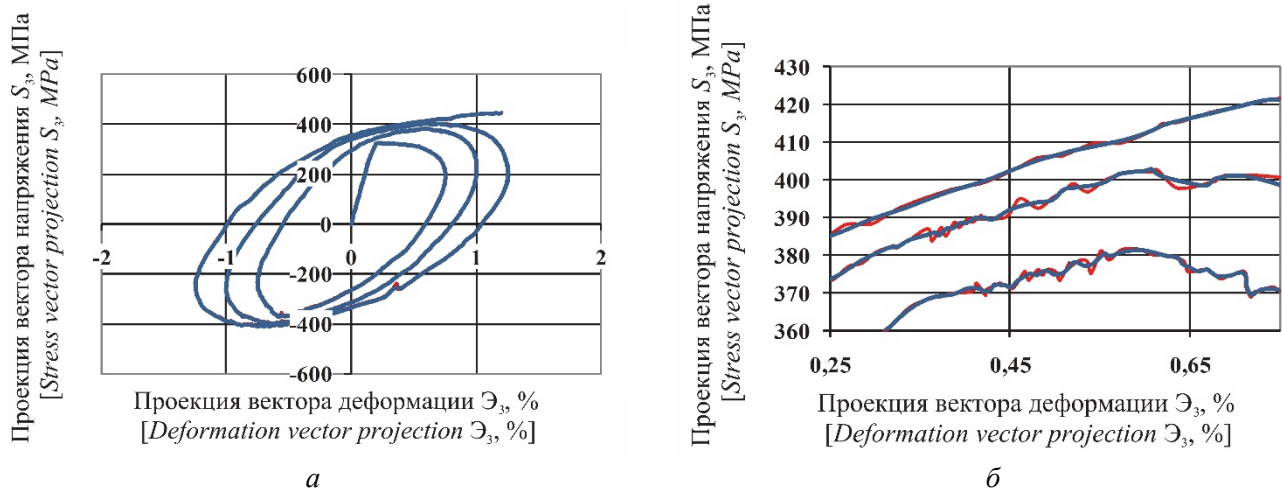 Проекция вектора напряжения S₃, МПа
[Stress vector projection S₃, MPa]
600
400
200
0
-200
-400
-600
-2
-1
0
1
2
Проекция вектора деформации Э₃, %
[Deformation vector projection Э₃, %]
а
Проекция вектора напряжения S₃, МПа
[Stress vector projection S₃, MPa]
430
420
410
400
390
380
370
360
0,25
0,45
0,65
Проекция вектора деформации Э₃, %
[Deformation vector projection Э₃, %]
б